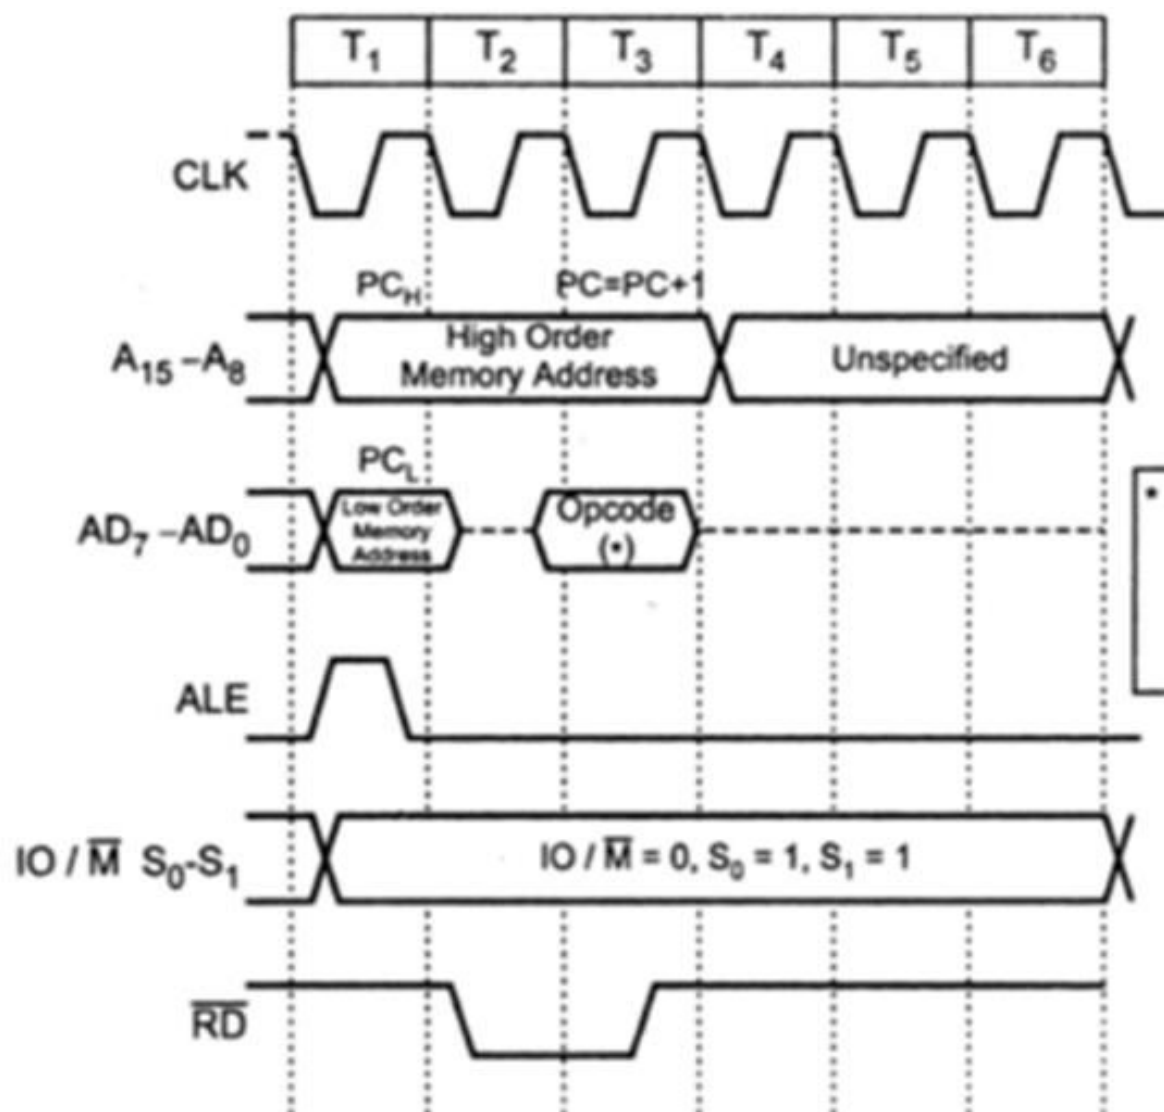 T1 T2 T3 T4 T5 T6
CLK
PCH PC=PC+1
A15 –A8
High Order
Memory Address
Unspecified
PCL
AD7 –AD0
Low Order
Memory
Address
Opcode
(•)
*
ALE
IO / M̅ S0-S1
IO / M̅ = 0, S0 = 1, S1 = 1
R̅D̅